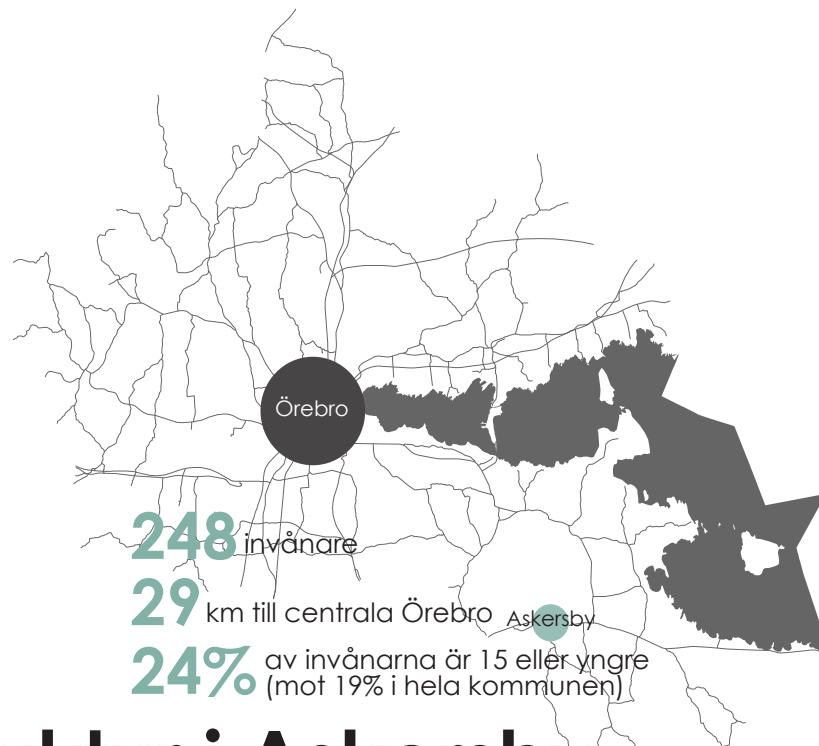 Örebro
248 invånare
29 km till centrala Örebro
Askersby
24% av invånarna är 15 eller yngre
(mot 19% i hela kommunen)